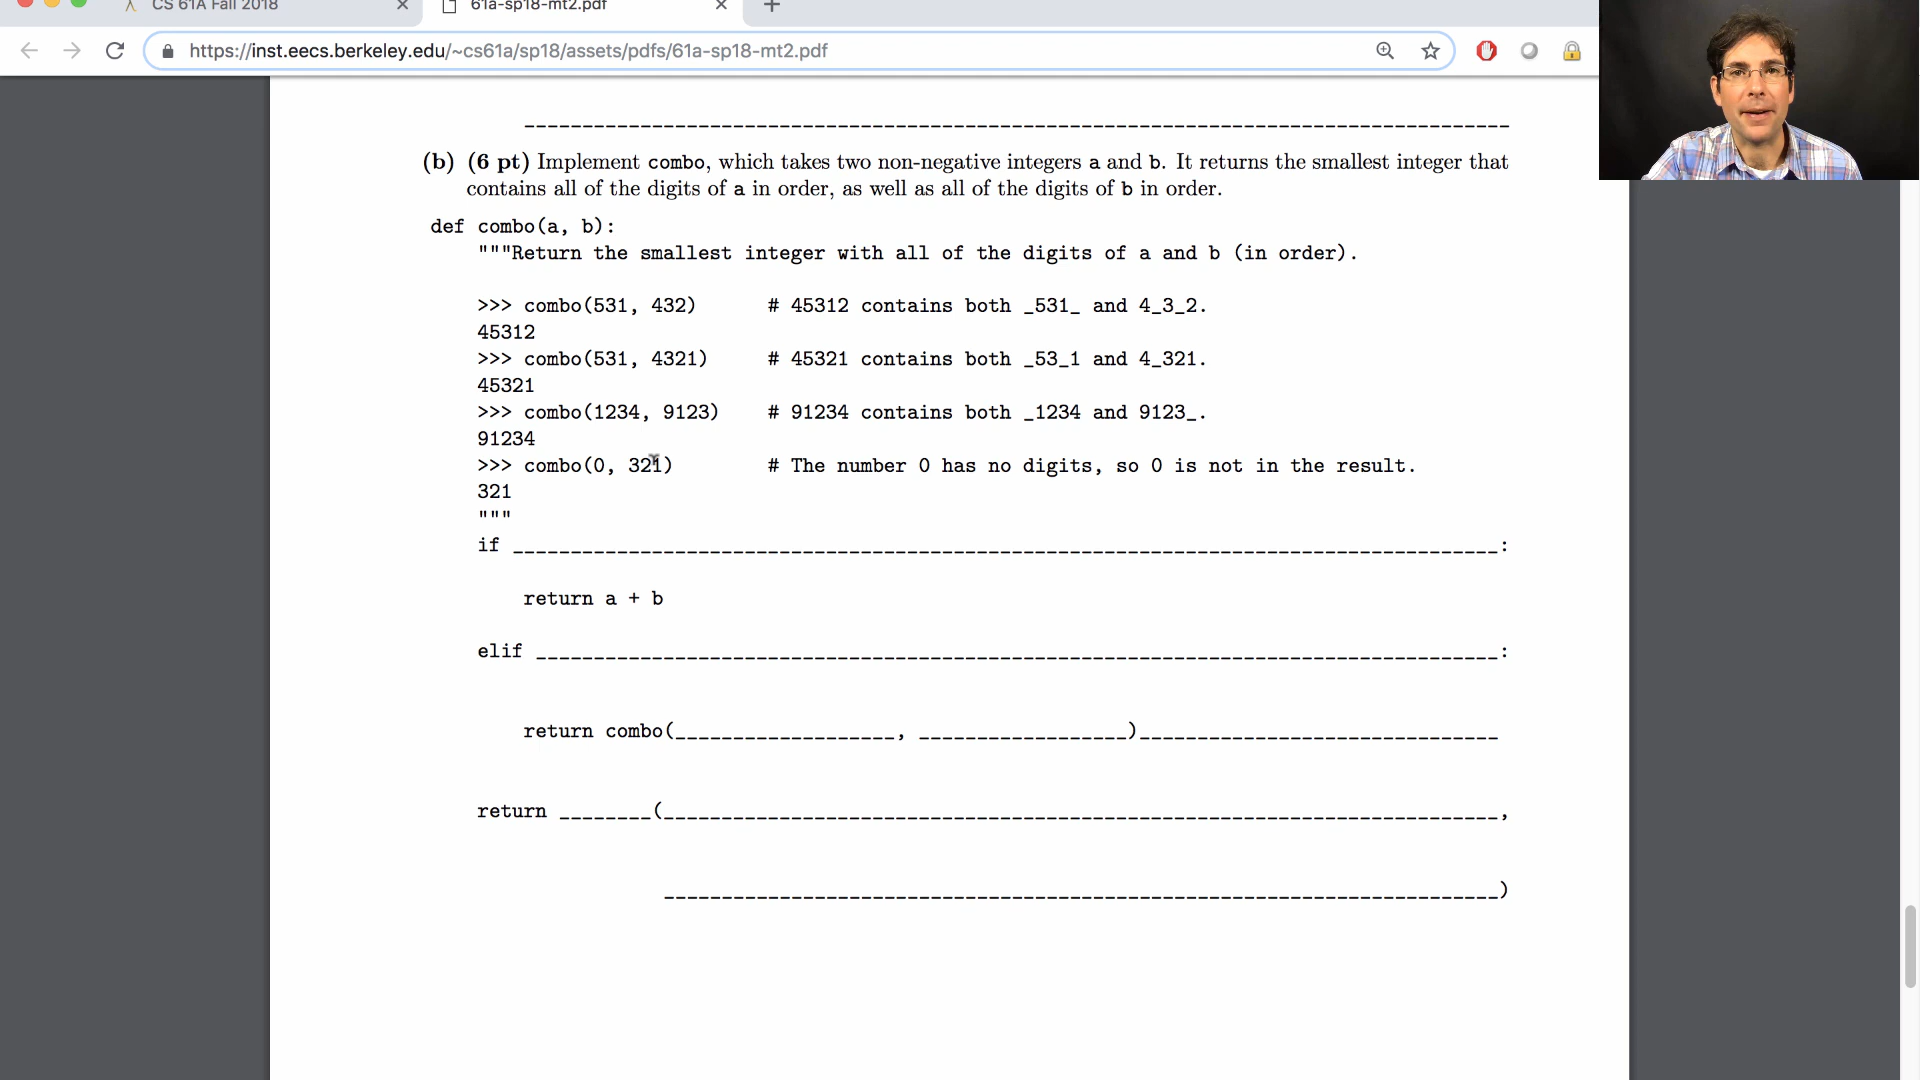 CS 61A Fall 2018
61a-sp18-mt2.pdf
https://inst.eecs.berkeley.edu/~cs61a/sp18/assets/pdfs/61a-sp18-mt2.pdf
(b) (6 pt) Implement combo, which takes two non-negative integers a and b. It returns the smallest integer that
contains all of the digits of a in order, as well as all of the digits of b in order.
def combo(a, b):
"""Return the smallest integer with all of the digits of a and b (in order).
>>> combo(531, 432) # 45312 contains both _531_ and 4_3_2.
45312
>>> combo(531, 4321) # 45321 contains both _53_1 and 4_321.
45321
>>> combo(1234, 9123) # 91234 contains both _1234 and 9123_.
91234
>>> combo(0, 321) # The number 0 has no digits, so 0 is not in the result.
321
"""
if ______________________________________________________________________________________:
return a + b
elif ____________________________________________________________________________________:
return combo(___________________, __________________)_______________________________
return ________(________________________________________________________________________,
________________________________________________________________________)